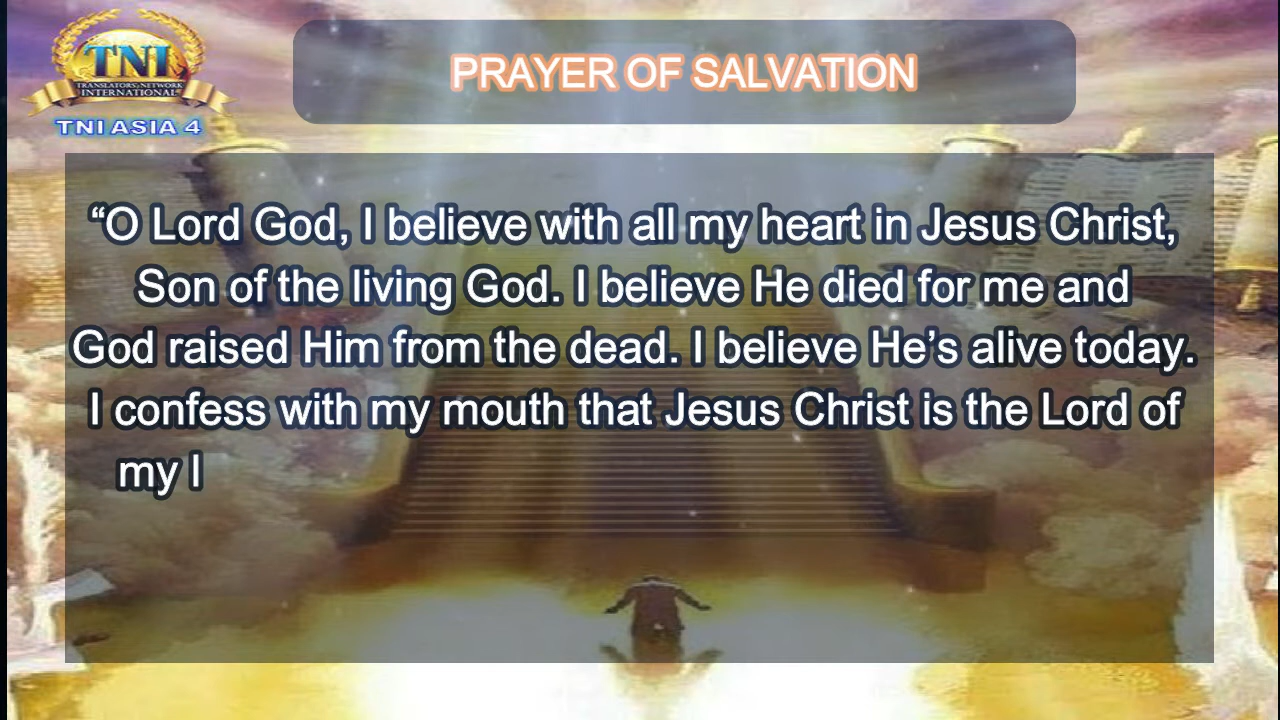 TNI
TRANSLATORS NETWORK
INTERNATIONAL
TNI ASIA 4
PRAYER OF SALVATION
“O Lord God, I believe with all my heart in Jesus Christ,
Son of the living God. I believe He died for me and
God raised Him from the dead. I believe He’s alive today.
I confess with my mouth that Jesus Christ is the Lord of
my l